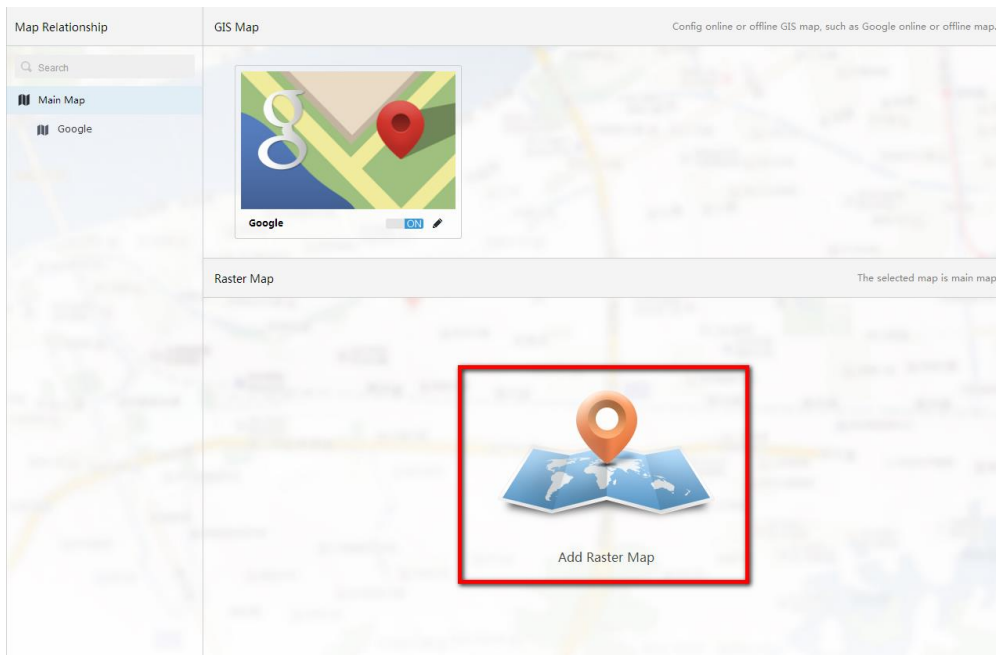 Map Relationship
GIS Map
Config online or offline GIS map, such as Google online or offline map.
Search
Main Map
Google
g
Google
ON
Raster Map
The selected map is main map
Add Raster Map